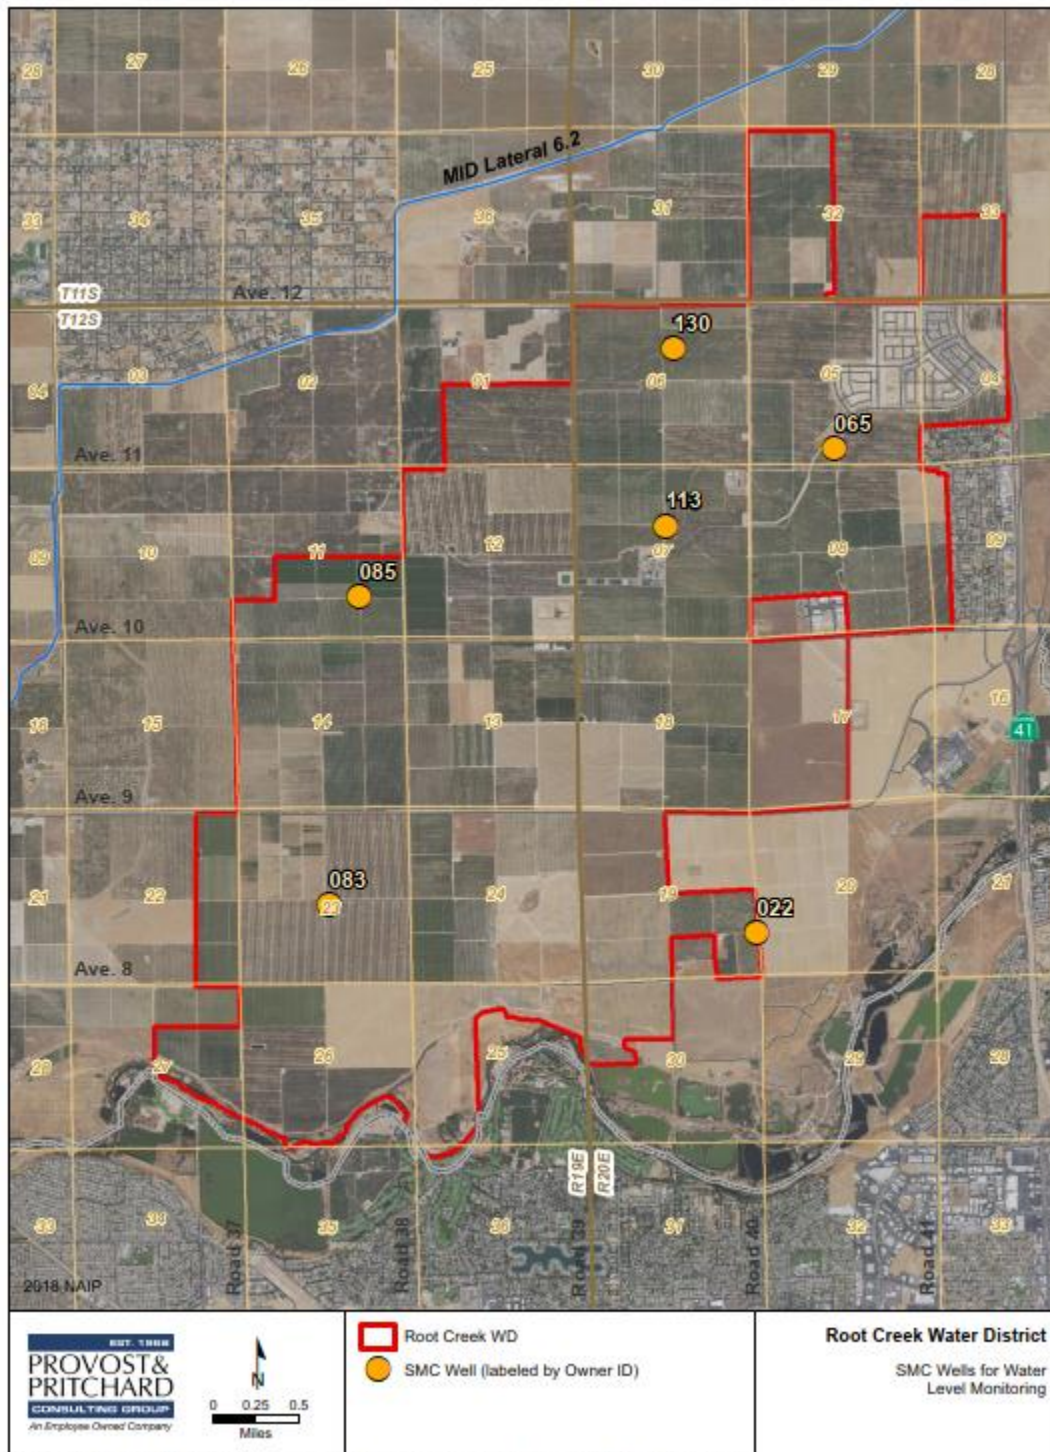 27
26
25
30
29
28
28
MID Lateral 6.2
33
34
35
36
31
32
33
T11S
Ave. 12
T12S
130
04
03
02
01
06
05
04
065
Ave. 11
113
09
10
11
12
07
08
09
085
Ave. 10
16
15
14
13
18
17
16
41
Ave. 9
083
21
22
23
24
19
20
21
022
Ave. 8
28
27
26
25
30
29
28
R19E
R20E
33
34
35
36
31
32
33
Road 37
Road 38
Road 39
Road 40
Road 41
2018 NAIP
EST. 1968
PROVOST&
PRITCHARD
CONSULTING GROUP
An Employee Owned Company
N
0 0.25 0.5
Miles
Root Creek WD
SMC Well (labeled by Owner ID)
Root Creek Water District
SMC Wells for Water
Level Monitoring